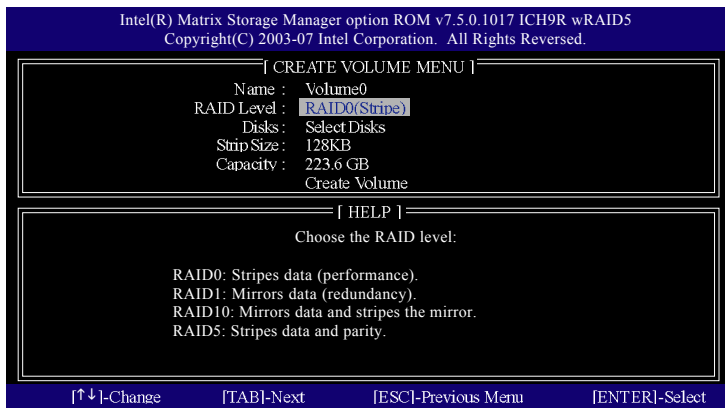 Intel(R) Matrix Storage Manager option ROM v7.5.0.1017 ICH9R wRAID5
Copyright(C) 2003-07 Intel Corporation. All Rights Reversed.
[ CREATE VOLUME MENU ]
Name : Volume0
RAID Level : RAID0(Stripe)
Disks : Select Disks
Strip Size : 128KB
Capacity : 223.6 GB
Create Volume
[ HELP ]
Choose the RAID level:
RAID0: Stripes data (performance).
RAID1: Mirrors data (redundancy).
RAID10: Mirrors data and stripes the mirror.
RAID5: Stripes data and parity.
[↑↓]-Change [TAB]-Next [ESC]-Previous Menu [ENTER]-Select